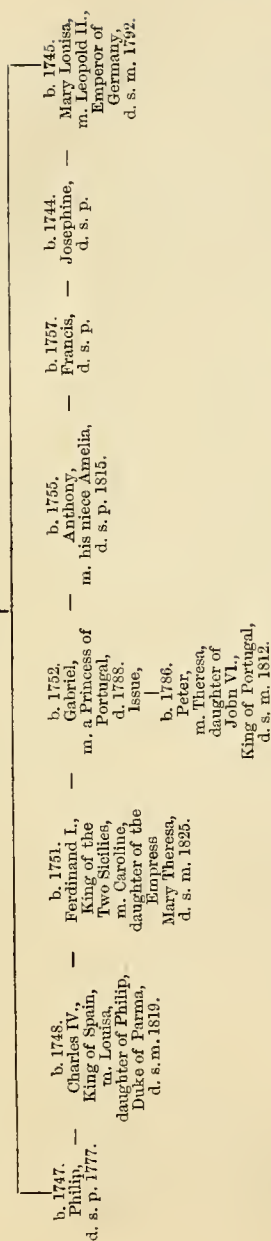 b. 1747.
Philip,
d. s. p. 1777.
b. 1748.
Charles IV.,
King of Spain,
m. Louisa,
daughter of Philip,
Duke of Parma,
d. s.m. 1819.
b. 1751.
Ferdinand I.,
King of the
Two Sicilies,
m. Caroline,
daughter of the
Empress
Mary Theresa,
d. s. m. 1825.
b. 1752.
Gabriel,
m. a Princess of
Portugal,
d. 1788.
Issue,
b. 1786.
Peter,
m. Theresa,
daughter of
John VI.,
King of Portugal,
d. s. m. 1812.
b. 1755.
Anthony,
m. his niece Amelia,
d. s. p. 1815.
b. 1757.
Francis,
d. s. p.
b. 1744.
Josephine,
d. s. p.
b. 1745.
Mary Louisa,
m. Leopold II.,
Emperor of
Germany,
d. s. m. 1792.